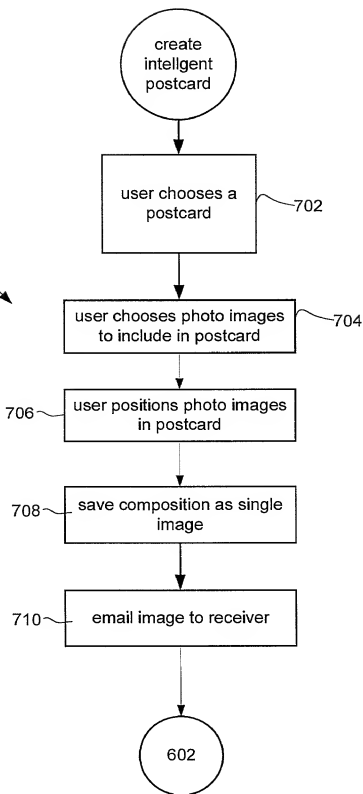 create
intellgent
postcard
user chooses a
postcard
702
user chooses photo images
to include in postcard
704
706
user positions photo images
in postcard
708
save composition as single
image
710
email image to receiver
602